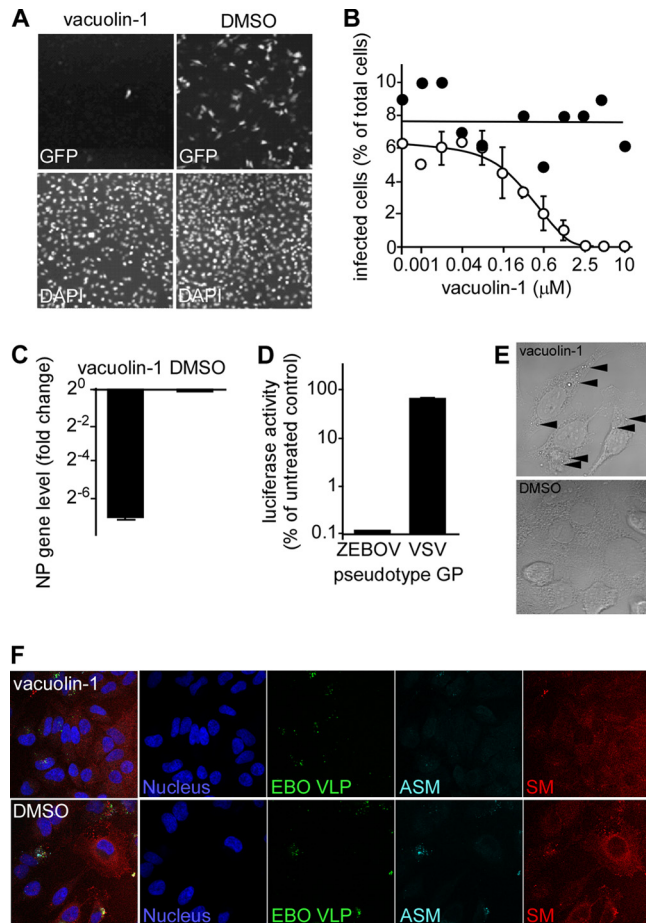 A
vacuolin-1 DMSO
GFP GFP
DAPI DAPI
B
infected cells (% of total cells)
10
8
6
4
2
0
0.001 0.04 0.16 0.6 2.5 10
vacuolin-1 (μM)
C
vacuolin-1 DMSO
NP gene level (fold change)
2^0
2^-2
2^-4
2^-6
D
luciferase activity
(% of untreated control)
100
10
1
0.1
ZEBOV VSV
pseudotype GP
E
vacuolin-1
DMSO
F
vacuolin-1
Nucleus EBO VLP ASM SM
DMSO
Nucleus EBO VLP ASM SM